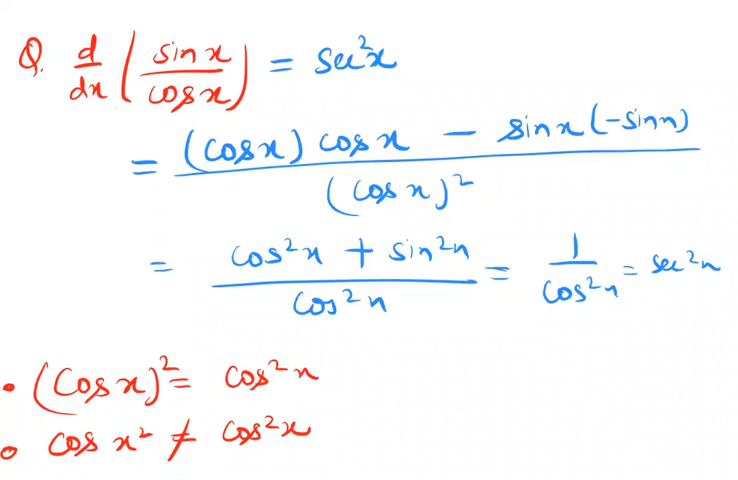 Q. d/dx (sin x / cos x) = sec²x
= ((cos x) cos x − sin x (−sin x)) / (cos x)²
= (cos²x + sin²x) / cos²x = 1 / cos²x = sec²x
• (cos x)² = cos²x
• cos x² ≠ cos²x